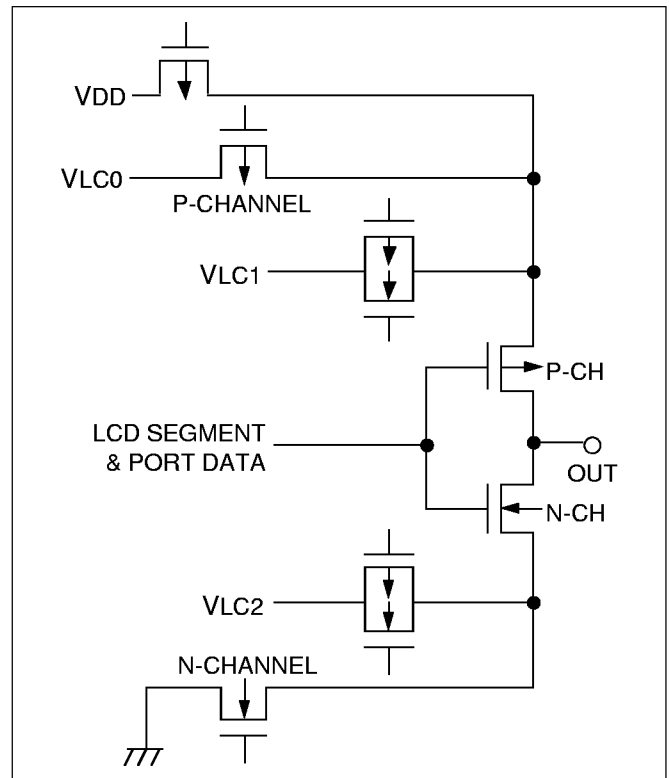 VDD
VLC0
P-CHANNEL
VLC1
P-CH
LCD SEGMENT
& PORT DATA
OUT
N-CH
VLC2
N-CHANNEL